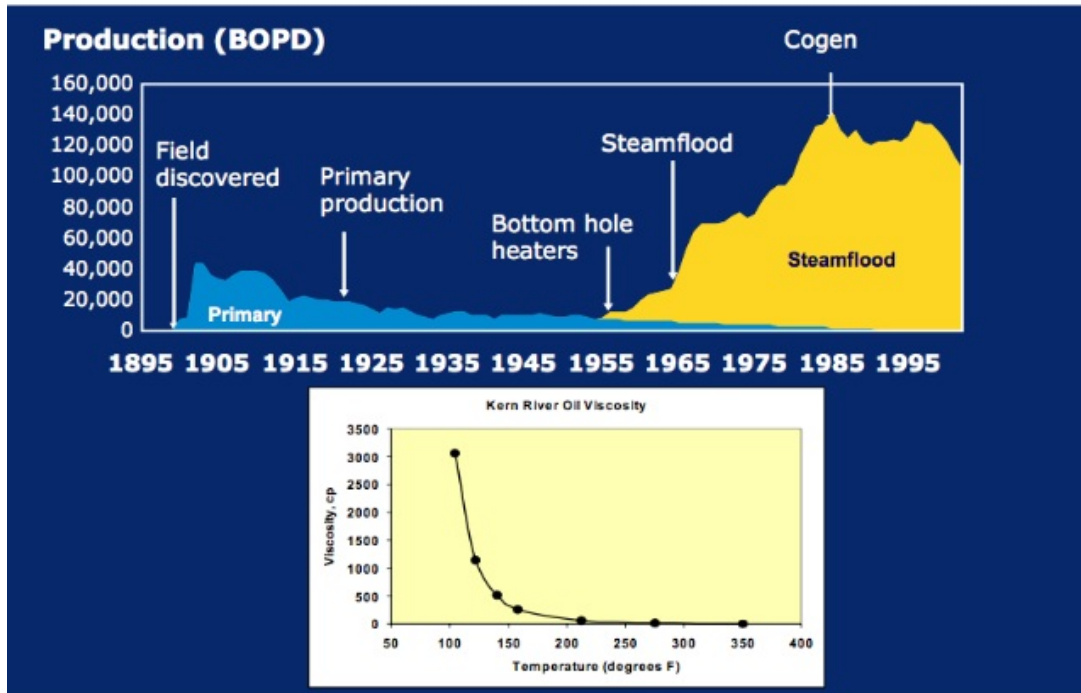 Production (BOPD)
Cogen
160,000
140,000
120,000
100,000
80,000
60,000
40,000
20,000
0
Field
discovered
Primary
production
Bottom hole
heaters
Steamflood
Steamflood
Primary
1895 1905 1915 1925 1935 1945 1955 1965 1975 1985 1995
Kern River Oil Viscosity
Viscosity, cp
3500
3000
2500
2000
1500
1000
500
0
50 100 150 200 250 300 350 400
Temperature (degrees F)